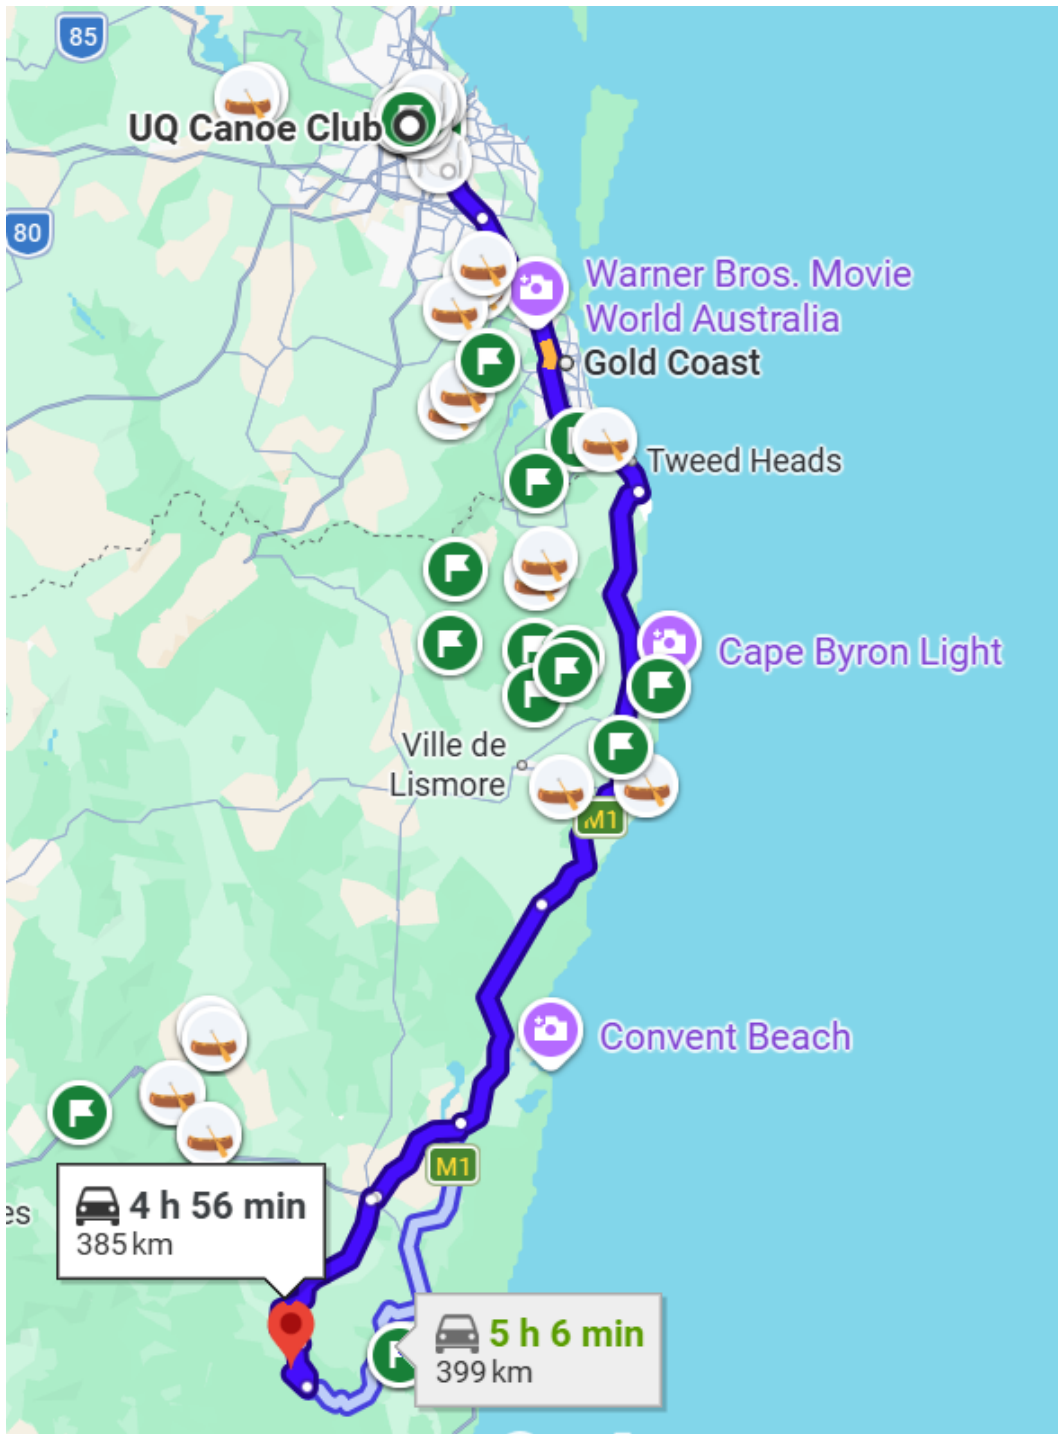 85
UQ Canoe Club
80
Warner Bros. Movie
World Australia
Gold Coast
Tweed Heads
Cape Byron Light
Ville de
Lismore
M1
Convent Beach
M1
es
4 h 56 min
385 km
5 h 6 min
399 km